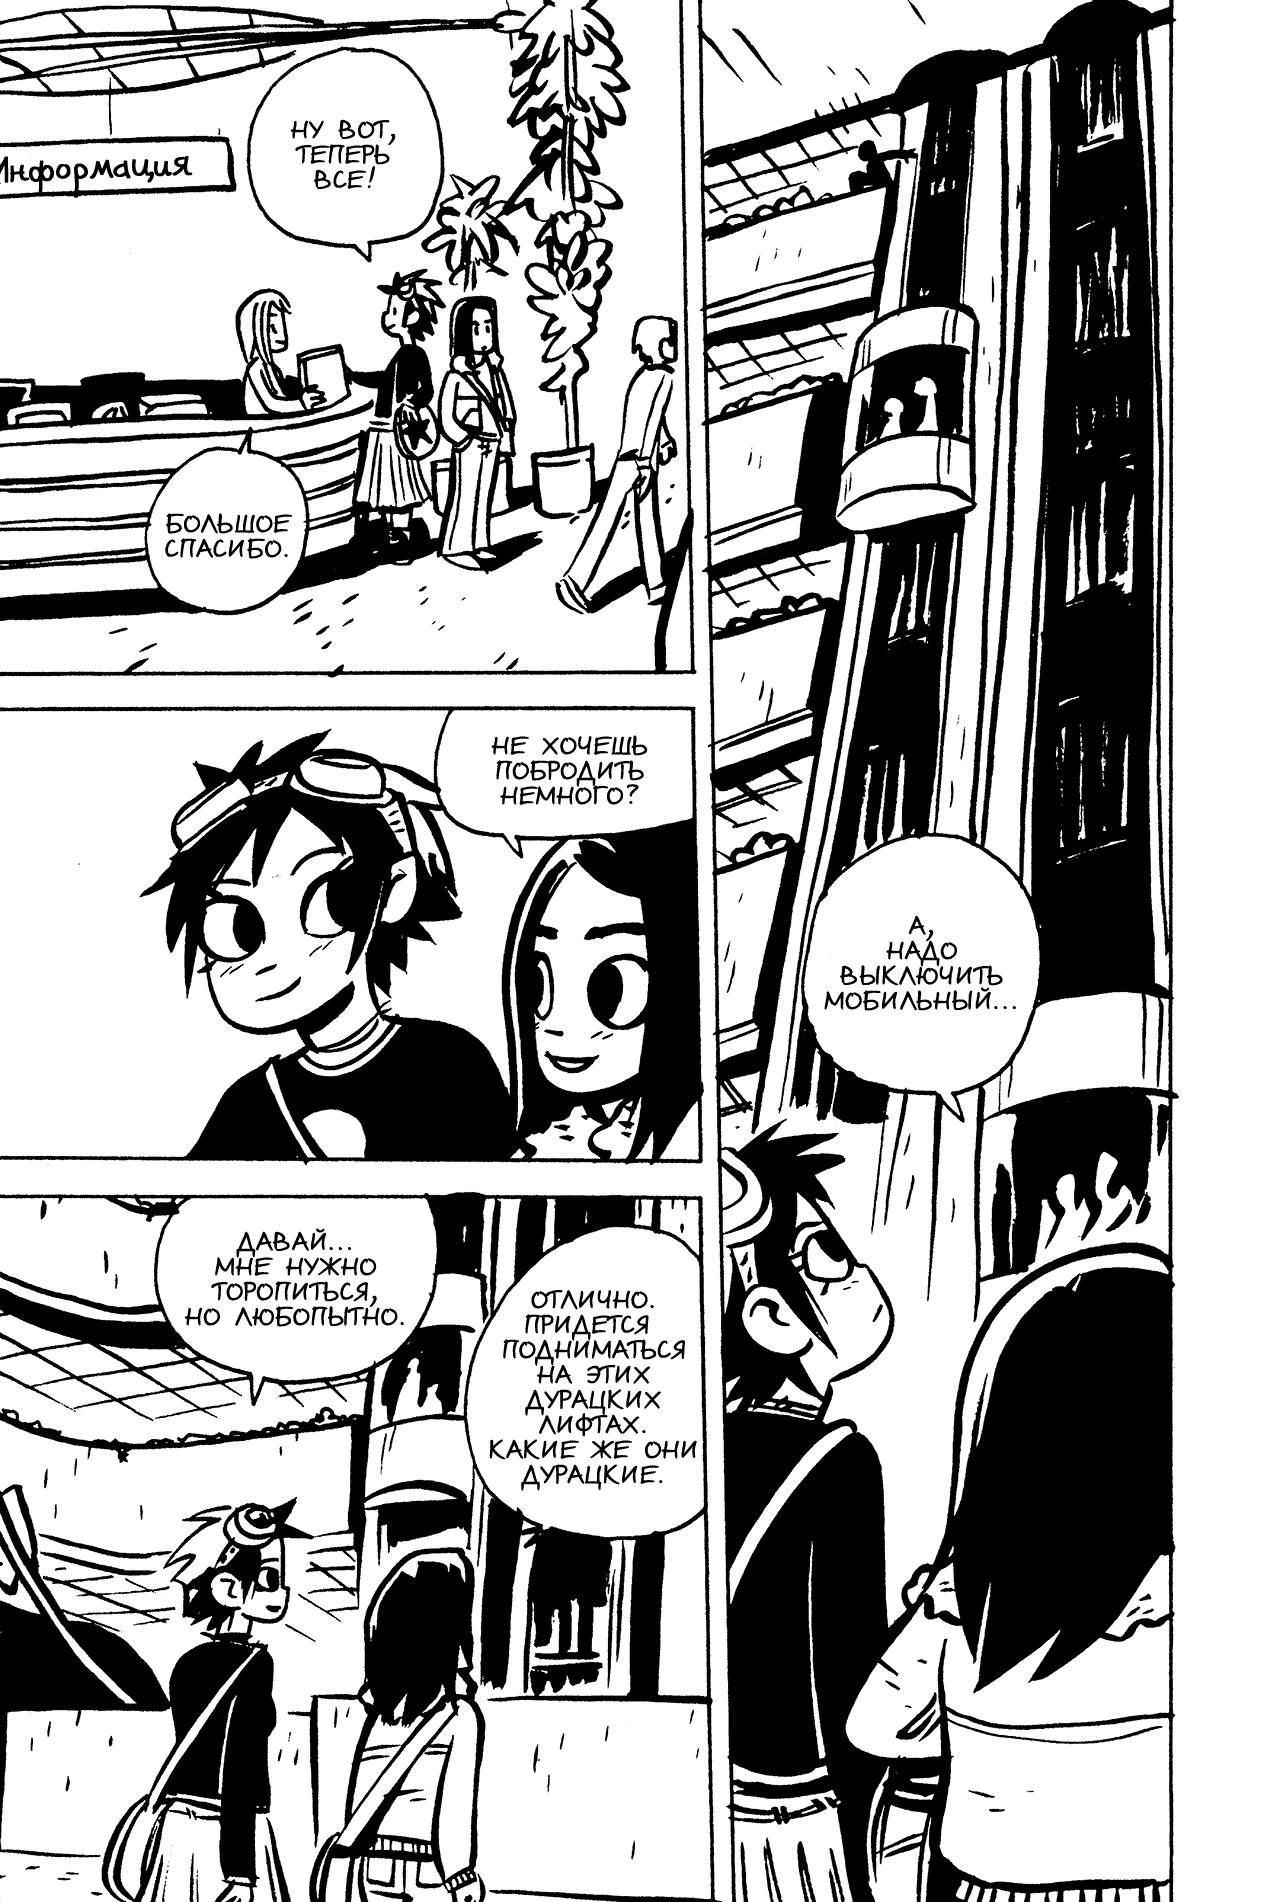 Информация
НУ ВОТ,
ТЕПЕРЬ
ВСЕ!
БОЛЬШОЕ
СПАСИБО.
НЕ ХОЧЕШЬ
ПОБРОДИТЬ
НЕМНОГО?
ДАВАЙ...
МНЕ НУЖНО
ТОРОПИТЬСЯ,
НО ЛЮБОПЫТНО.
ОТЛИЧНО.
ПРИДЕТСЯ
ПОДНИМАТЬСЯ
НА ЭТИХ
ДУРАЦКИХ
ЛИФТАХ.
КАКИЕ ЖЕ ОНИ
ДУРАЦКИЕ.
А,
НАДО
ВЫКЛЮЧИТЬ
МОБИЛЬНЫЙ...